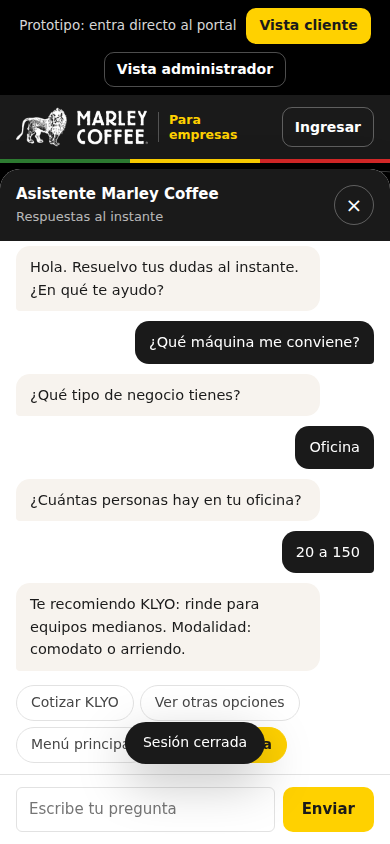 Prototipo: entra directo al portal
Vista cliente
Vista administrador
MARLEY
COFFEE
Para
empresas
Ingresar
Asistente Marley Coffee
Respuestas al instante
×
Hola. Resuelvo tus dudas al instante.
¿En qué te ayudo?
¿Qué máquina me conviene?
¿Qué tipo de negocio tienes?
Oficina
¿Cuántas personas hay en tu oficina?
20 a 150
Te recomiendo KLYO: rinde para
equipos medianos. Modalidad:
comodato o arriendo.
Cotizar KLYO
Ver otras opciones
Menú
Sesión cerrada
Escribe tu pregunta
Enviar